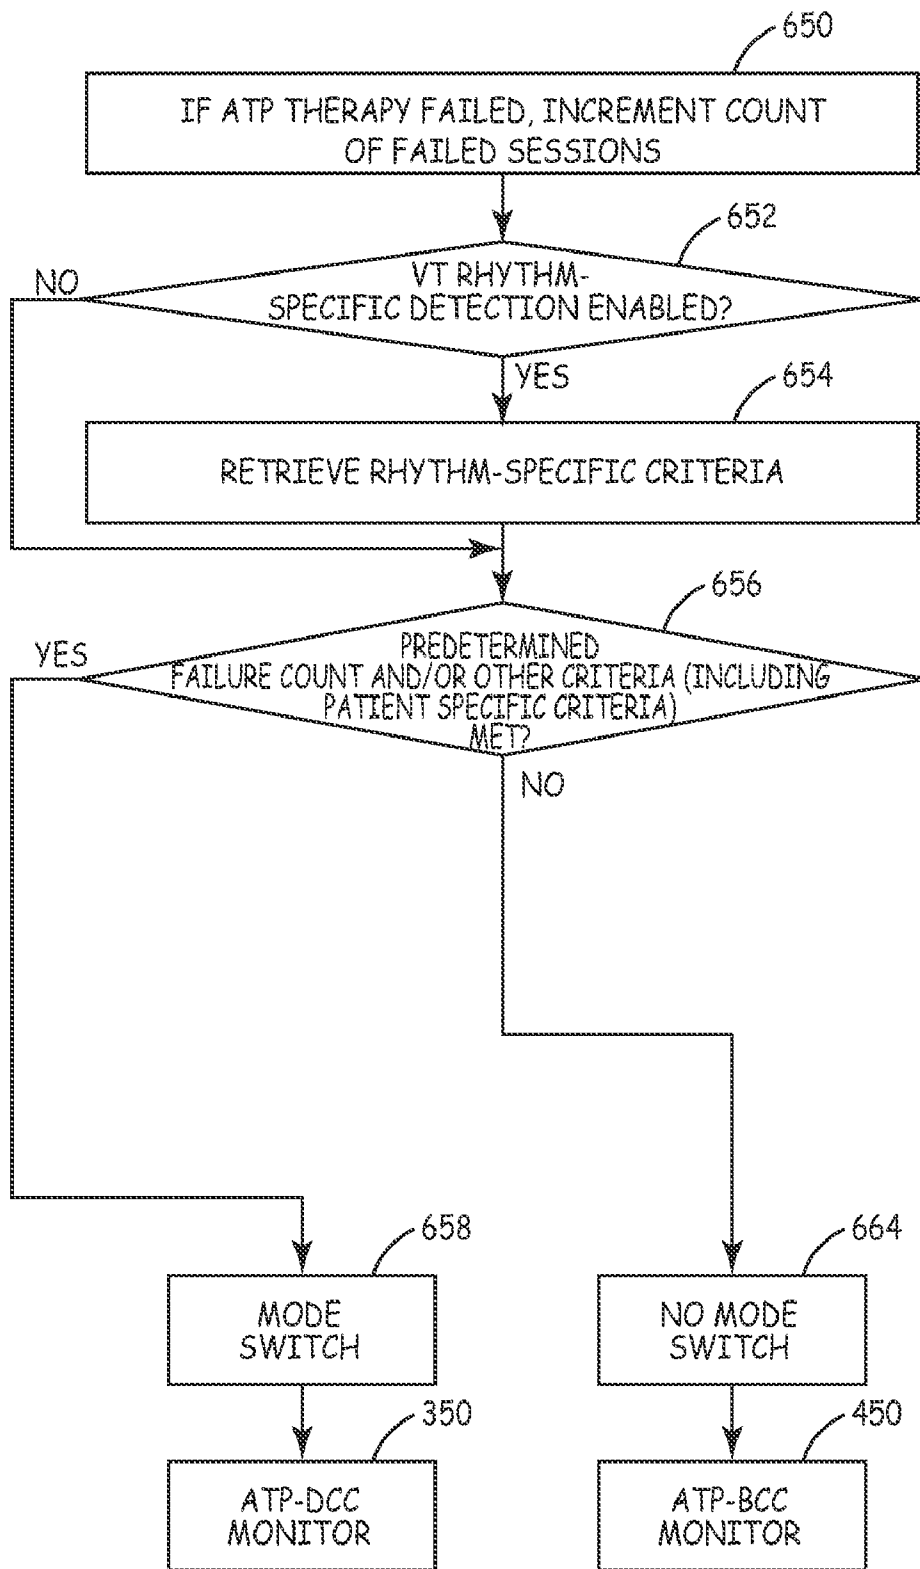 650
IF ATP THERAPY FAILED, INCREMENT COUNT
OF FAILED SESSIONS
652
NO
VT RHYTHM-
SPECIFIC DETECTION ENABLED?
YES
654
RETRIEVE RHYTHM-SPECIFIC CRITERIA
656
YES
PREDETERMINED
FAILURE COUNT AND/OR OTHER CRITERIA (INCLUDING
PATIENT SPECIFIC CRITERIA)
MET?
NO
658
664
MODE
SWITCH
NO MODE
SWITCH
350
450
ATP-DCC
MONITOR
ATP-BCC
MONITOR